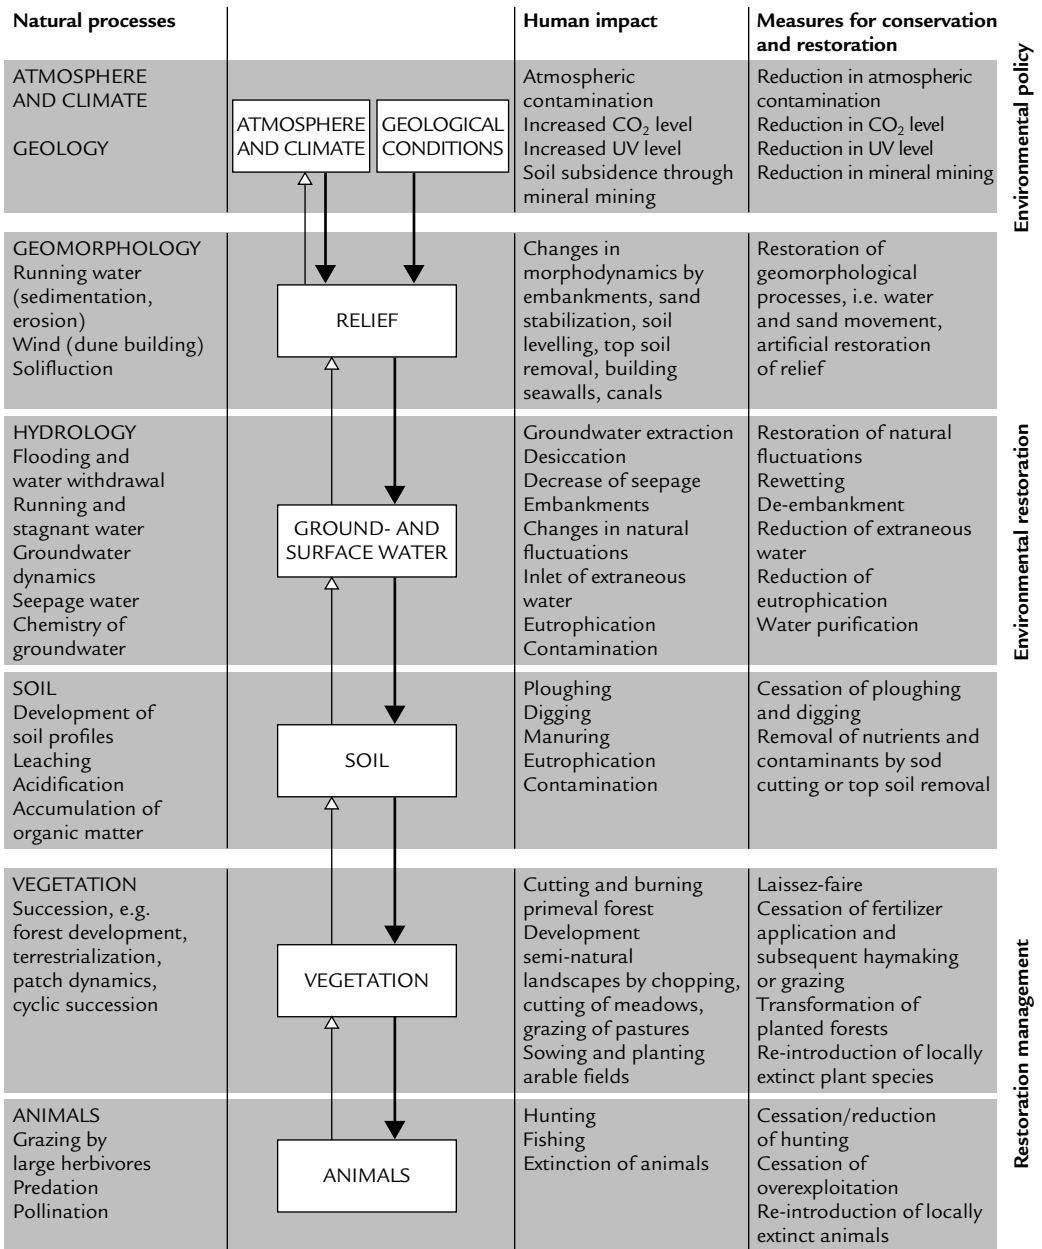 Natural processes
Human impact
Measures for conservation
and restoration
ATMOSPHERE
AND CLIMATE
GEOLOGY
ATMOSPHERE
AND CLIMATE
GEOLOGICAL
CONDITIONS
Atmospheric
contamination
Increased CO₂ level
Increased UV level
Soil subsidence through
mineral mining
Reduction in atmospheric
contamination
Reduction in CO₂ level
Reduction in UV level
Reduction in mineral mining
Environmental policy
GEOMORPHOLOGY
Running water
(sedimentation,
erosion)
Wind (dune building)
Solifluction
RELIEF
Changes in
morphodynamics by
embankments, sand
stabilization, soil
levelling, top soil
removal, building
seawalls, canals
Restoration of
geomorphological
processes, i.e. water
and sand movement,
artificial restoration
of relief
HYDROLOGY
Flooding and
water withdrawal
Running and
stagnant water
Groundwater
dynamics
Seepage water
Chemistry of
groundwater
GROUND- AND
SURFACE WATER
Groundwater extraction
Desiccation
Decrease of seepage
Embankments
Changes in natural
fluctuations
Inlet of extraneous
water
Eutrophication
Contamination
Restoration of natural
fluctuations
Rewetting
De-embankment
Reduction of extraneous
water
Reduction of
eutrophication
Water purification
Environmental restoration
SOIL
Development of
soil profiles
Leaching
Acidification
Accumulation of
organic matter
SOIL
Ploughing
Digging
Manuring
Eutrophication
Contamination
Cessation of ploughing
and digging
Removal of nutrients and
contaminants by sod
cutting or top soil removal
VEGETATION
Succession, e.g.
forest development,
terrestrialization,
patch dynamics,
cyclic succession
VEGETATION
Cutting and burning
primeval forest
Development
semi-natural
landscapes by chopping,
cutting of meadows,
grazing of pastures
Sowing and planting
arable fields
Laissez-faire
Cessation of fertilizer
application and
subsequent haymaking
or grazing
Transformation of
planted forests
Re-introduction of locally
extinct plant species
Restoration management
ANIMALS
Grazing by
large herbivores
Predation
Pollination
ANIMALS
Hunting
Fishing
Extinction of animals
Cessation/reduction
of hunting
Cessation of
overexploitation
Re-introduction of locally
extinct animals